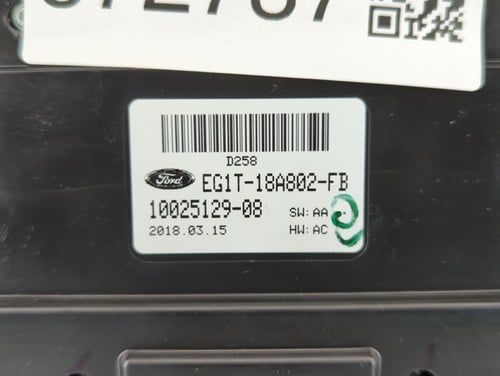 D258
Ford EG1T-18A802-FB
10025129-08 SW: AA
2018.03.15 HW: AC